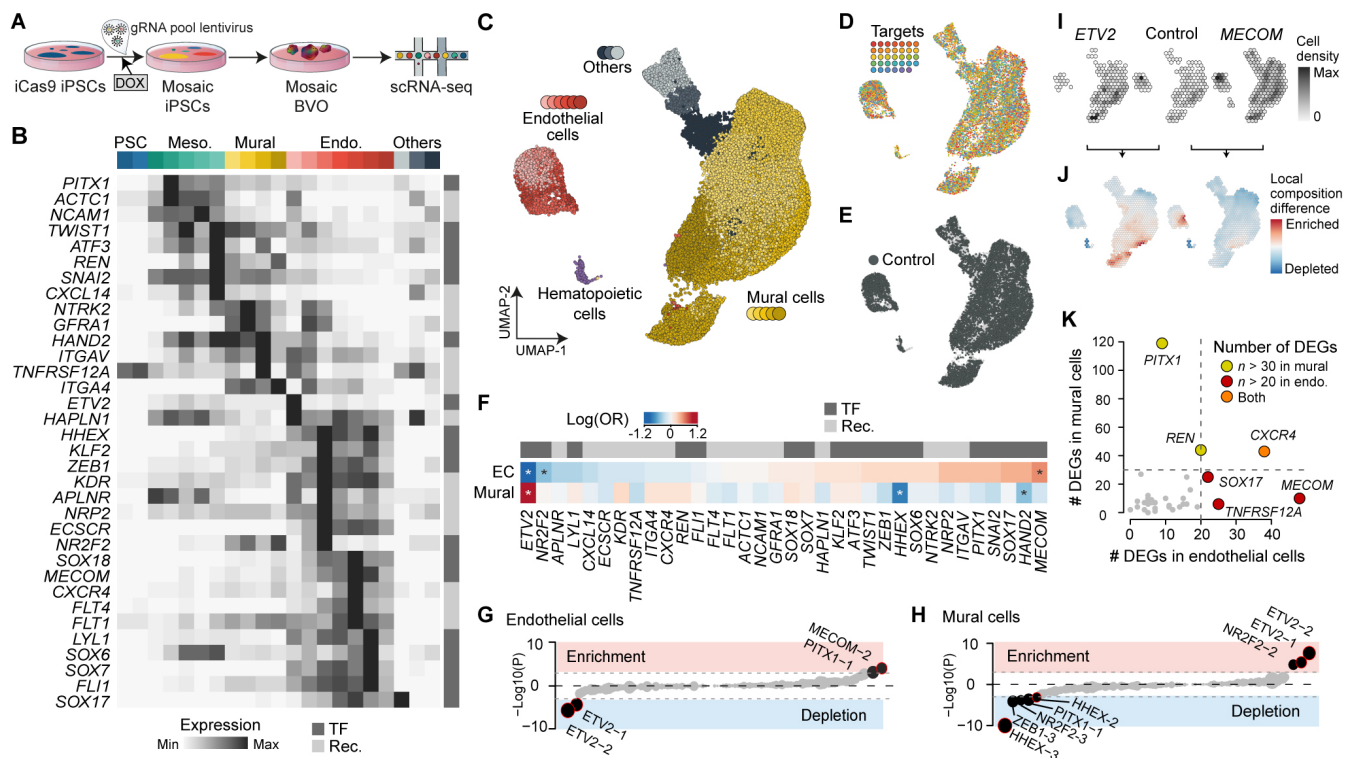 A
gRNA pool lentivirus
DOX
iCas9 iPSCs
Mosaic
iPSCs
Mosaic
BVO
scRNA-seq
B
PSC Meso. Mural Endo. Others
PITX1
ACTC1
NCAM1
TWIST1
ATF3
REN
SNAI2
CXCL14
NTRK2
GFRA1
HAND2
ITGAV
TNFRSF12A
ITGA4
ETV2
HAPLN1
HHEX
KLF2
ZEB1
KDR
APLNR
NRP2
ECSCR
NR2F2
SOX18
MECOM
CXCR4
FLT4
FLT1
LYL1
SOX6
SOX7
FLI1
SOX17
Expression
Min Max
TF
Rec.
C
Others
Endothelial
cells
Hematopoietic
cells
Mural cells
UMAP-2
UMAP-1
D
Targets
E
Control
F
Log(OR)
-1.2 0 1.2
TF
Rec.
EC
Mural
* * *
* * *
ETV2
NR2F2
APLNR
LYL1
CXCL14
ECSCR
KDR
TNFRSF12A
ITGA4
CXCR4
REN
FLI1
FLT4
FLT1
ACTC1
NCAM1
GFRA1
SOX18
SOX7
HAPLN1
KLF2
ATF3
TWIST1
ZEB1
HHEX
SOX6
NTRK2
NRP2
ITGAV
PITX1
SNAI2
SOX17
HAND2
MECOM
G Endothelial cells
−Log10(P)
10
0
−10
Enrichment
Depletion
MECOM−2
PITX1−1
ETV2−1
ETV2−2
H Mural cells
−Log10(P)
10
0
−10
Enrichment
Depletion
ETV2−2
ETV2−1
NR2F2−2
HHEX−2
PITX1−1
NR2F2−3
ZEB1−3
HHEX−3
I
ETV2 Control MECOM
Cell
density
Max
0
J
Local
composition
difference
Enriched
Depleted
K
# DEGs in mural cells
120
100
80
60
40
20
0
0 20 40
# DEGs in endothelial cells
Number of DEGs
n > 30 in mural
n > 20 in endo.
Both
PITX1
REN
CXCR4
SOX17
MECOM
TNFRSF12A